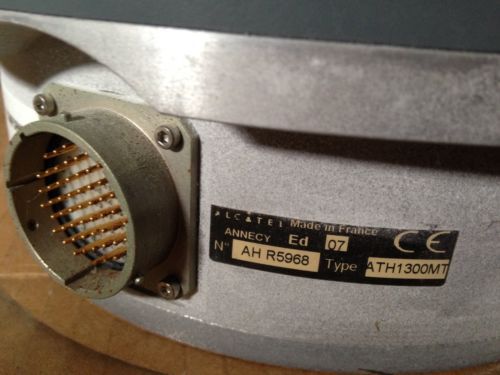 ALCATEL Made in France
ANNECY Ed 07 CE
N° AH R5968 Type ATH1300MT